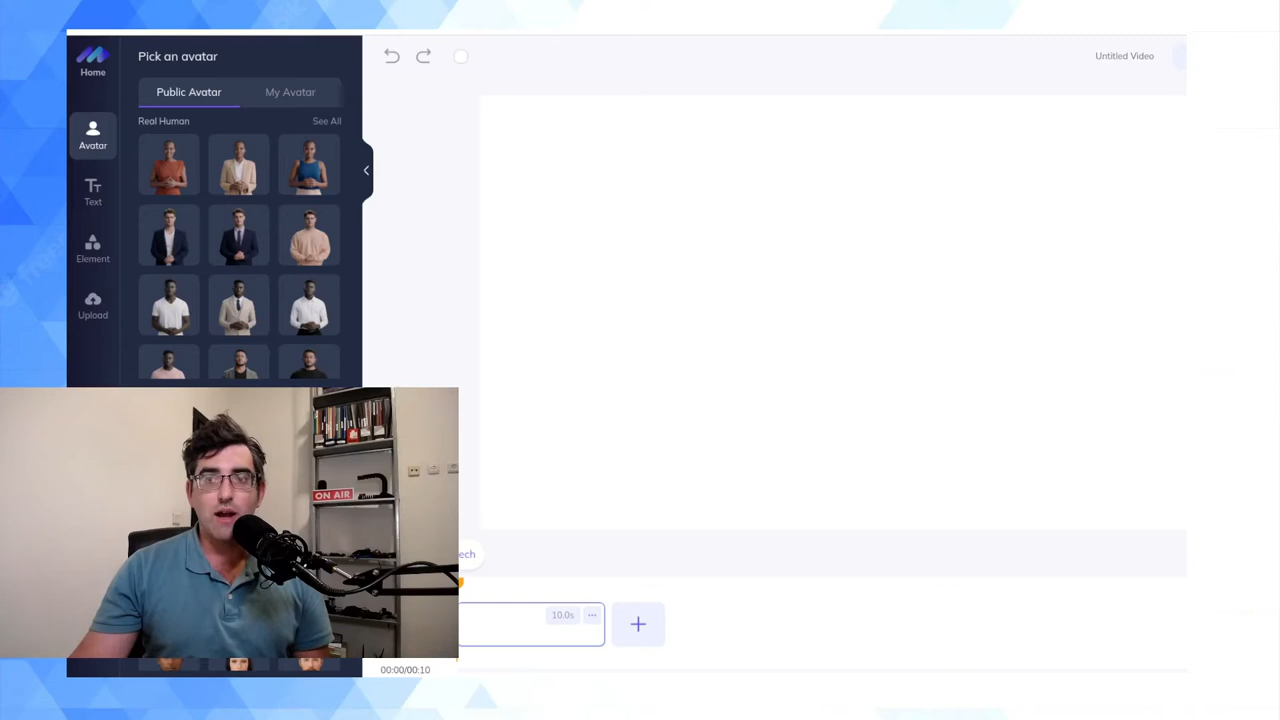 Pick an avatar
Untitled Video
Home
Public Avatar
My Avatar
Real Human
See All
Avatar
Text
Element
Upload
ON AIR
ech
10.0s
00:00/00:10